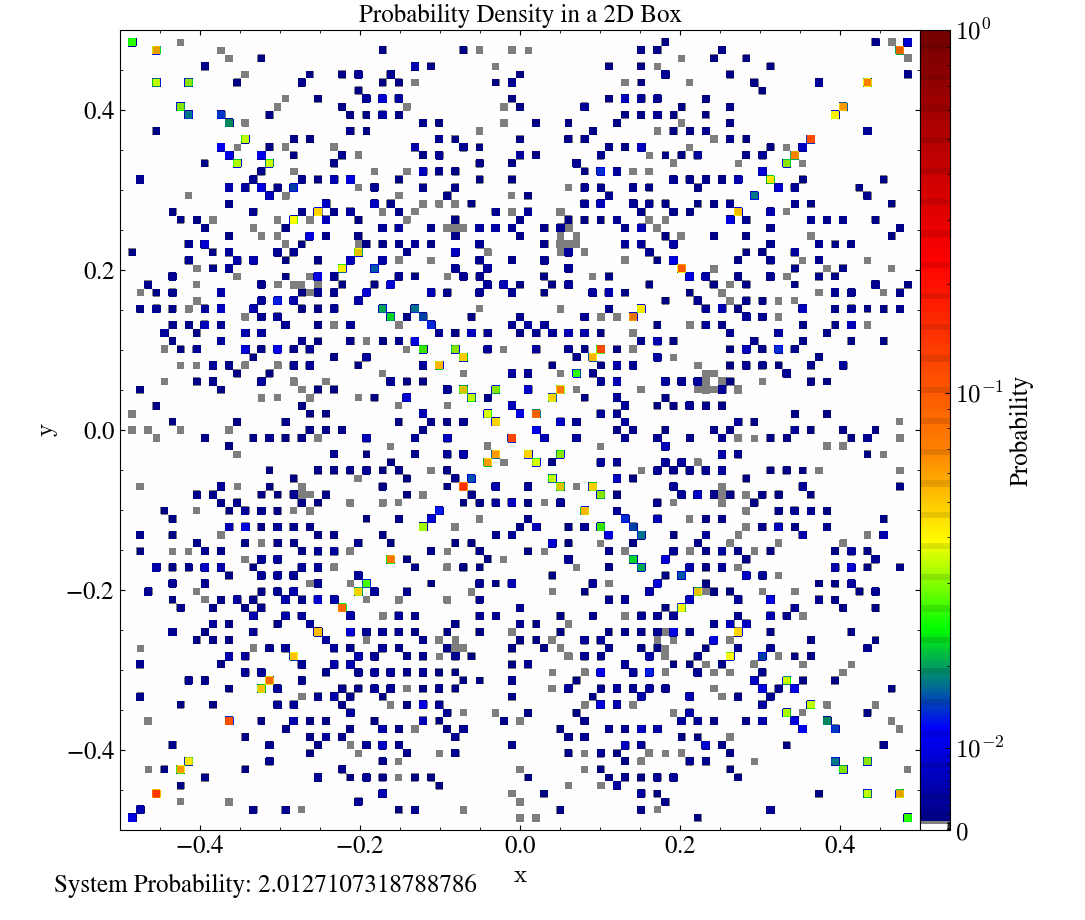 Probability Density in a 2D Box
10^0
0.4
0.2
0.0
−0.2
−0.4
y
10^−1
10^−2
0
Probability
−0.4 −0.2 0.0 0.2 0.4
x
System Probability: 2.0127107318788786